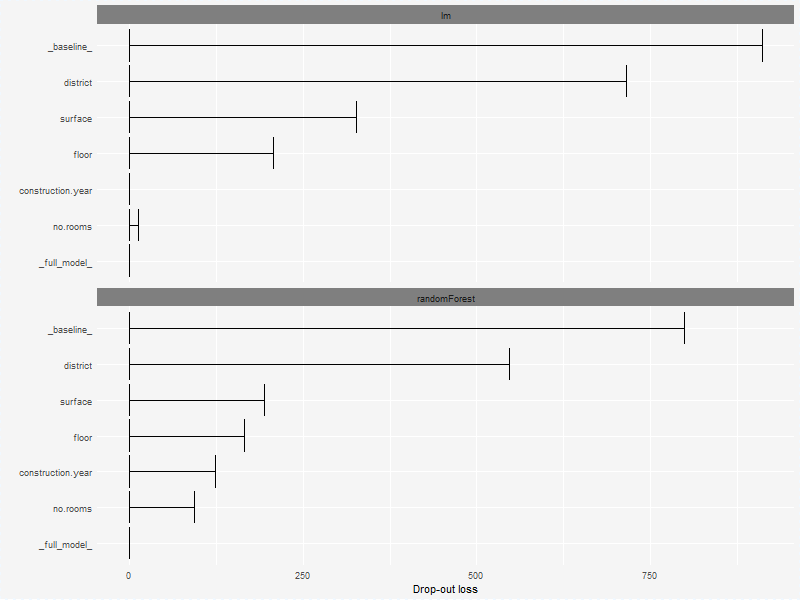 lm
_baseline_
district
surface
floor
construction.year
no.rooms
_full_model_
randomForest
_baseline_
district
surface
floor
construction.year
no.rooms
_full_model_
0 250 500 750
Drop-out loss